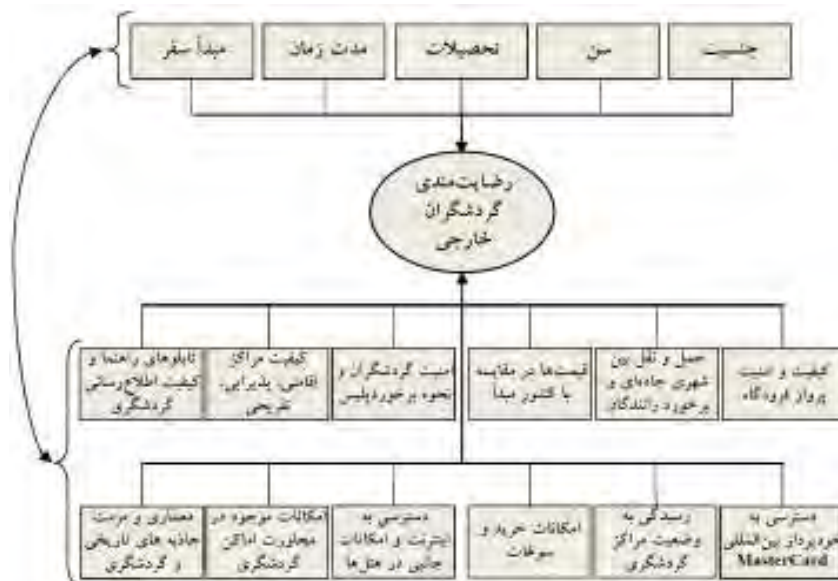 جنسیت
سن
تحصیلات
مدت زمان
مبدأ سفر
رضایت‌مندی
گردشگران
خارجی
کیفیت و امنیت
پرواز فرودگاه
حمل و نقل بین
شهری جاده‌ای و
برخورد رانندگان
قیمت‌ها در مقایسه
با کشور مبدأ
امنیت گردشگران و
نحوه برخوردپلیس
کیفیت مراکز
اقامتی، پذیرایی،
تفریحی
تابلوهای راهنما و
کیفیت اطلاع‌رسانی
گردشگری
دسترسی به
خودپرداز بین‌المللی
MasterCard
رسیدگی به
وضعیت مراکز
گردشگری
امکانات خرید و
سوغات
دسترسی به
اینترنت و امکانات
جانبی در هتل‌ها
امکانات موجود در
مجاورت اماکن
گردشگری
معماری و مرمت
جاذبه های تاریخی
و گردشگری